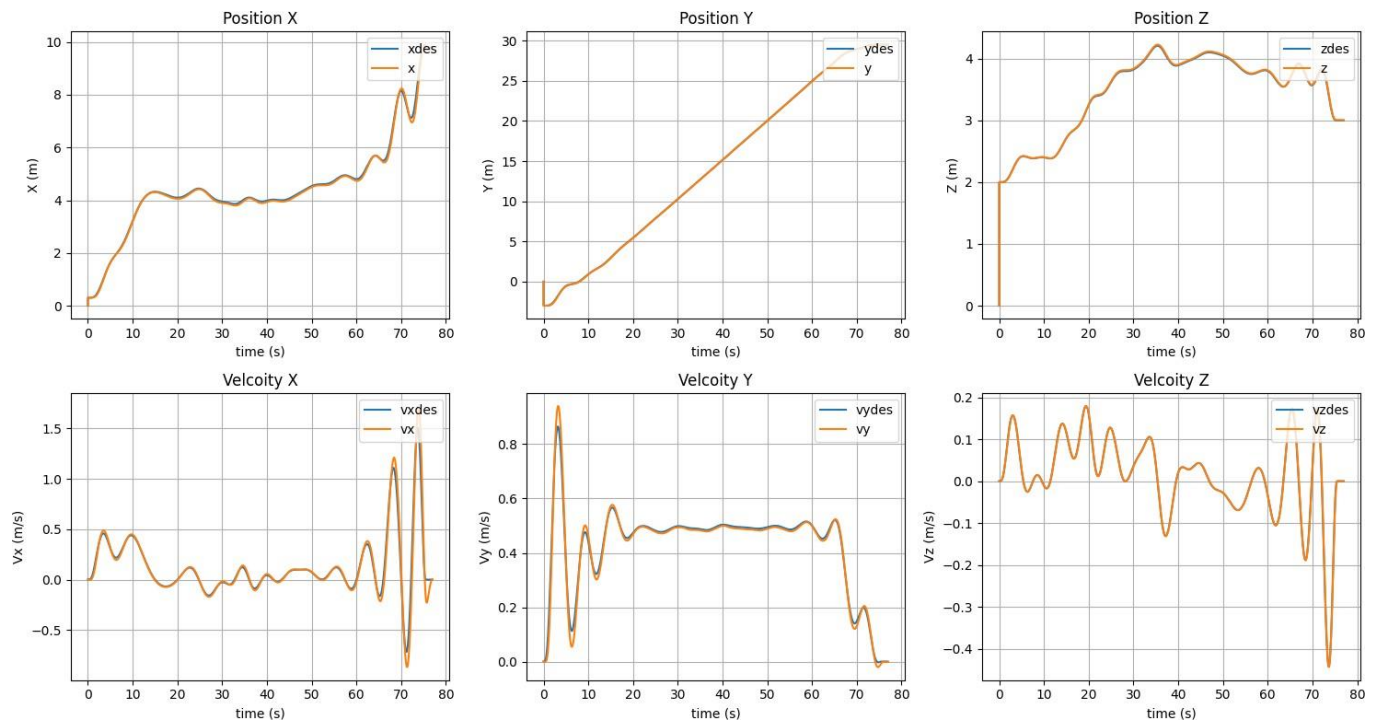 Position X
xdes
x
X (m)
10
8
6
4
2
0
0 10 20 30 40 50 60 70 80
time (s)
Position Y
ydes
y
Y (m)
30
25
20
15
10
5
0
0 10 20 30 40 50 60 70 80
time (s)
Position Z
zdes
z
Z (m)
4
3
2
1
0
0 10 20 30 40 50 60 70 80
time (s)
Velcoity X
vxdes
vx
Vx (m/s)
1.5
1.0
0.5
0.0
−0.5
0 10 20 30 40 50 60 70 80
time (s)
Velcoity Y
vydes
vy
Vy (m/s)
0.8
0.6
0.4
0.2
0.0
0 10 20 30 40 50 60 70 80
time (s)
Velcoity Z
vzdes
vz
Vz (m/s)
0.2
0.1
0.0
−0.1
−0.2
−0.3
−0.4
0 10 20 30 40 50 60 70 80
time (s)